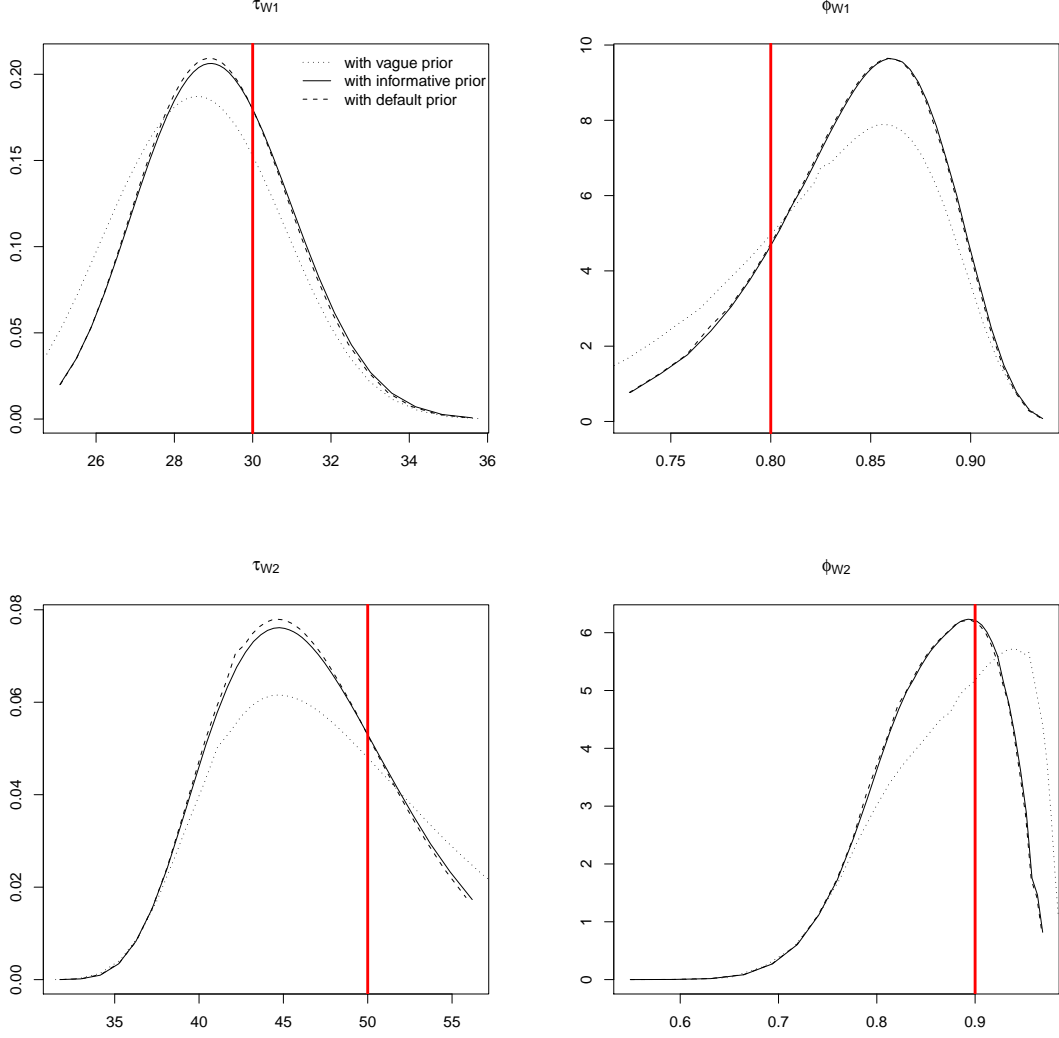 τW1
0.00 0.05 0.10 0.15 0.20
with vague prior
with informative prior
with default prior
26 28 30 32 34 36
ϕW1
0 2 4 6 8 10
0.75 0.80 0.85 0.90
τW2
0.00 0.02 0.04 0.06 0.08
35 40 45 50 55
ϕW2
0 1 2 3 4 5 6
0.6 0.7 0.8 0.9